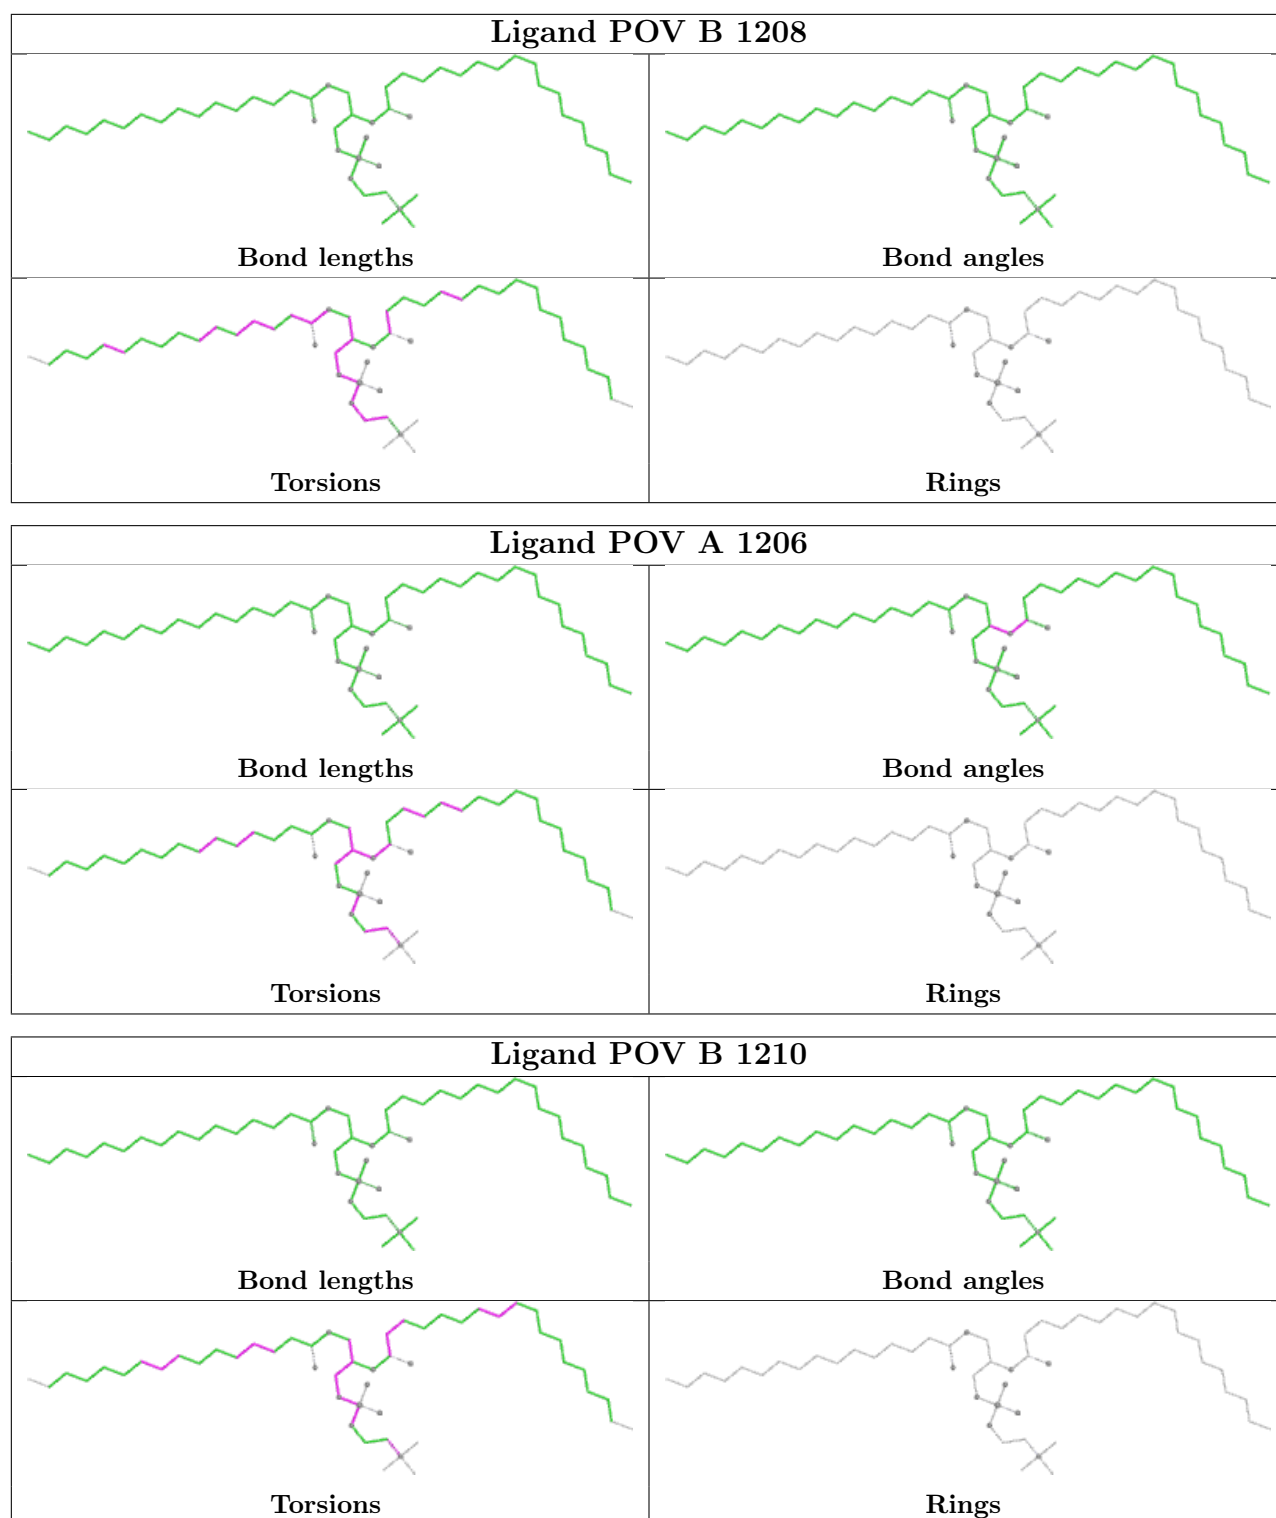 Ligand POV B 1208
Bond lengths
Bond angles
Torsions
Rings
Ligand POV A 1206
Bond lengths
Bond angles
Torsions
Rings
Ligand POV B 1210
Bond lengths
Bond angles
Torsions
Rings